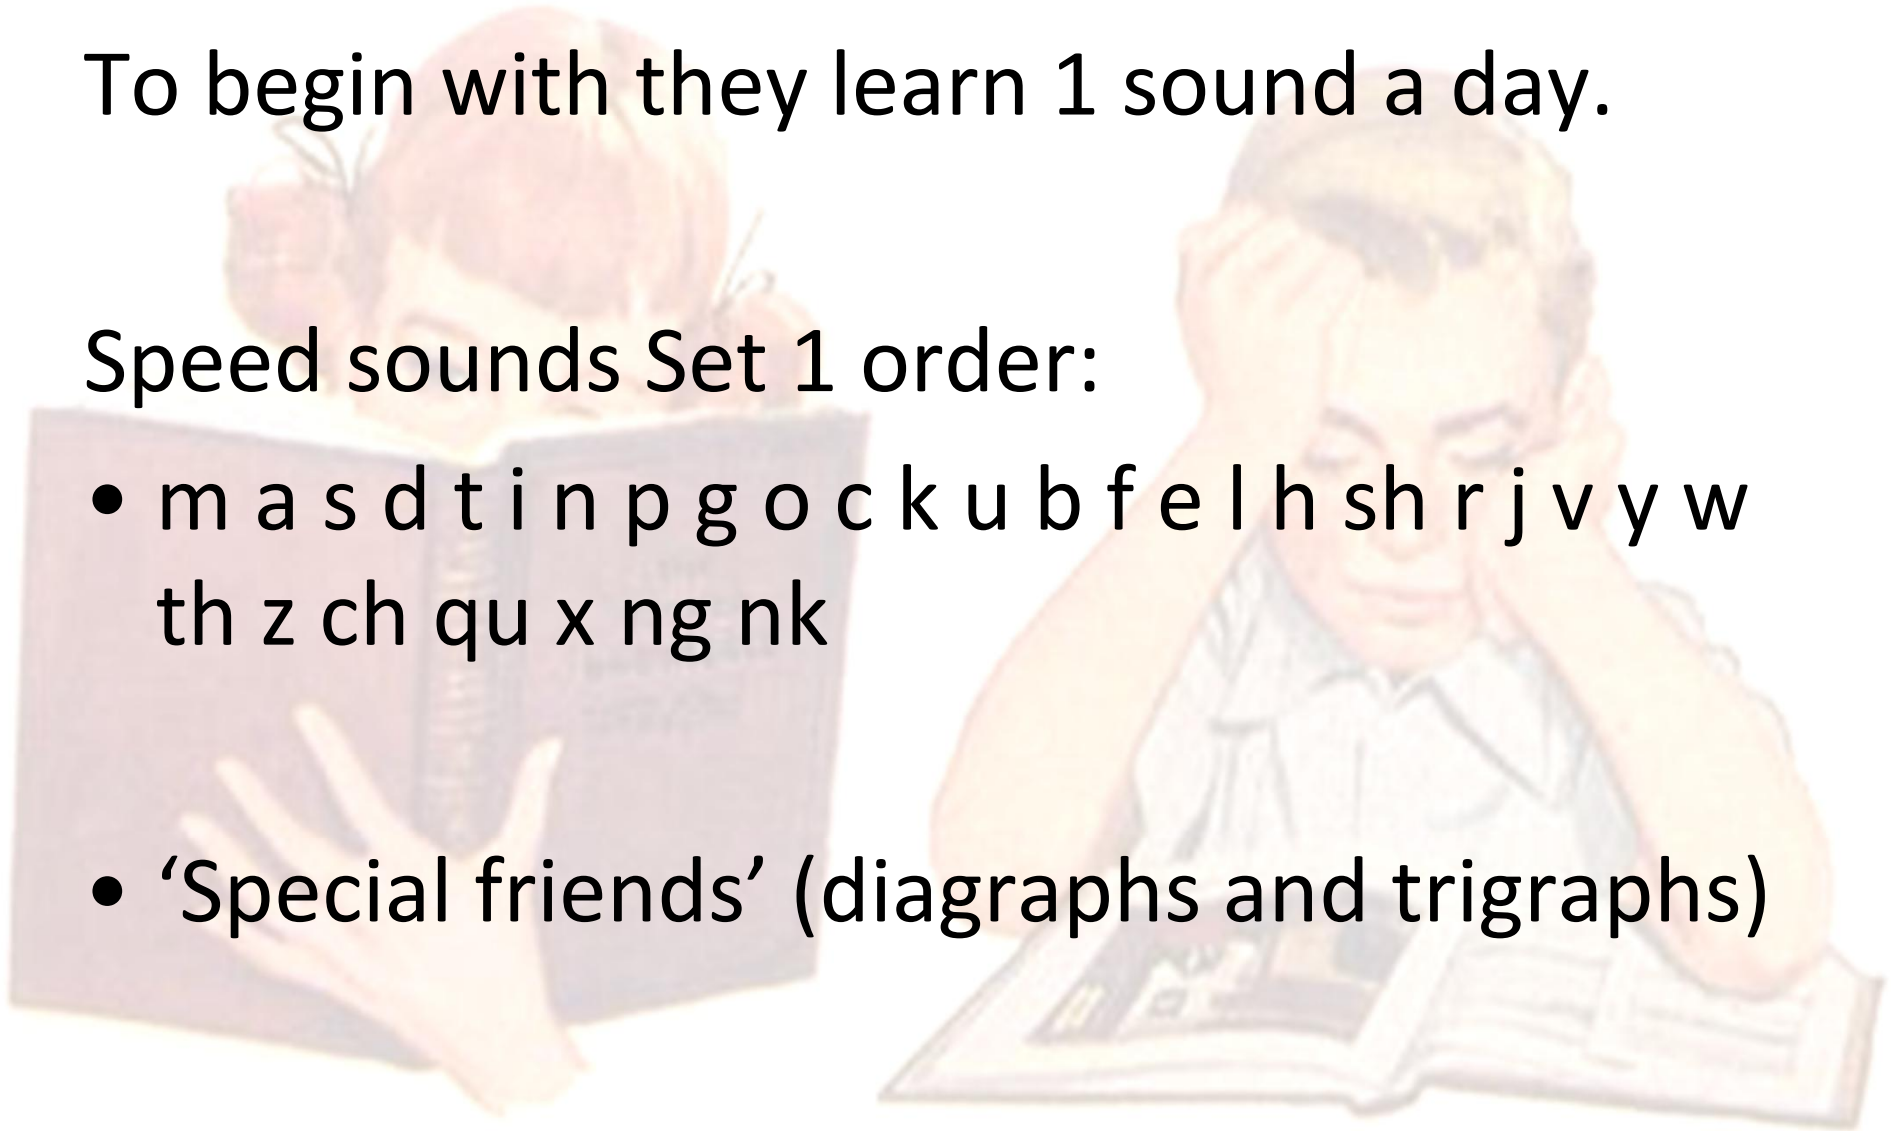 To begin with they learn 1 sound a day.
Speed sounds Set 1 order:
• m a s d t i n p g o c k u b f e l h sh r j v y w
th z ch qu x ng nk
• ‘Special friends’ (diagraphs and trigraphs)